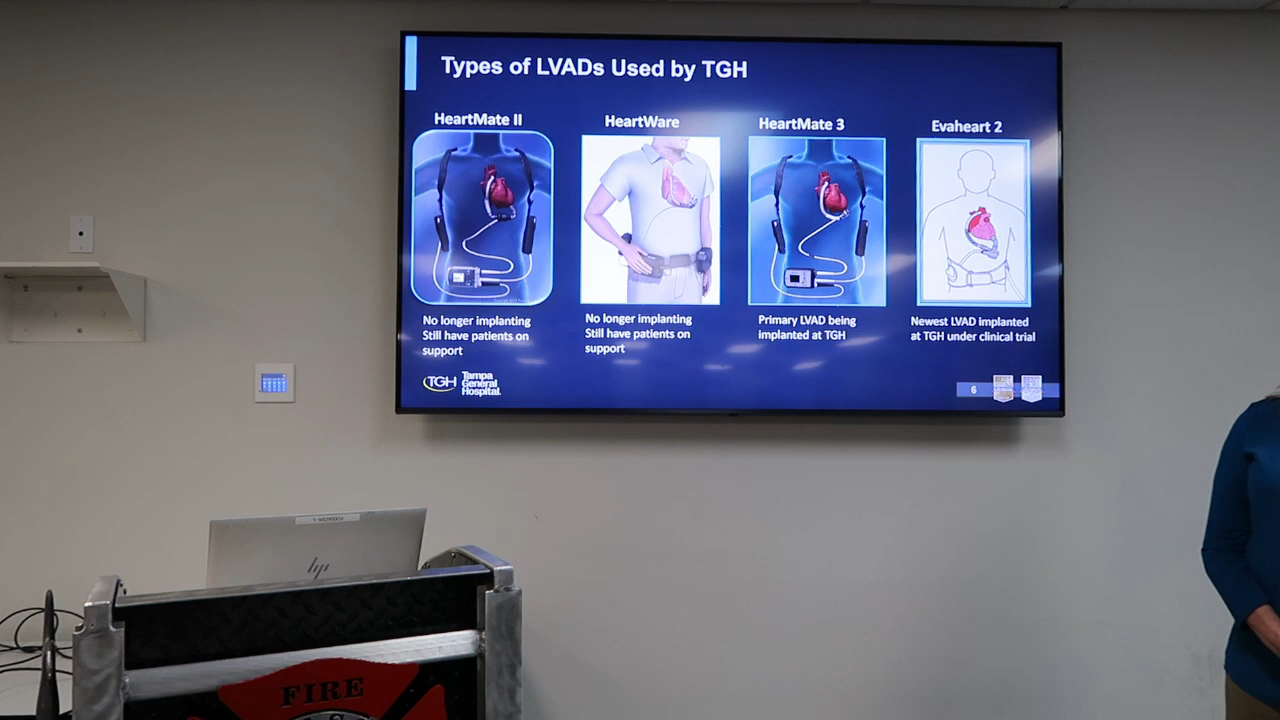 Types of LVADs Used by TGH
HeartMate II
HeartWare
HeartMate 3
Evaheart 2
No longer implanting
Still have patients on
support
No longer implanting
Still have patients on
support
Primary LVAD being
implanted at TGH
Newest LVAD implanted
at TGH under clinical trial
TGH
Tampa
General
Hospital.
6
hp
FIRE